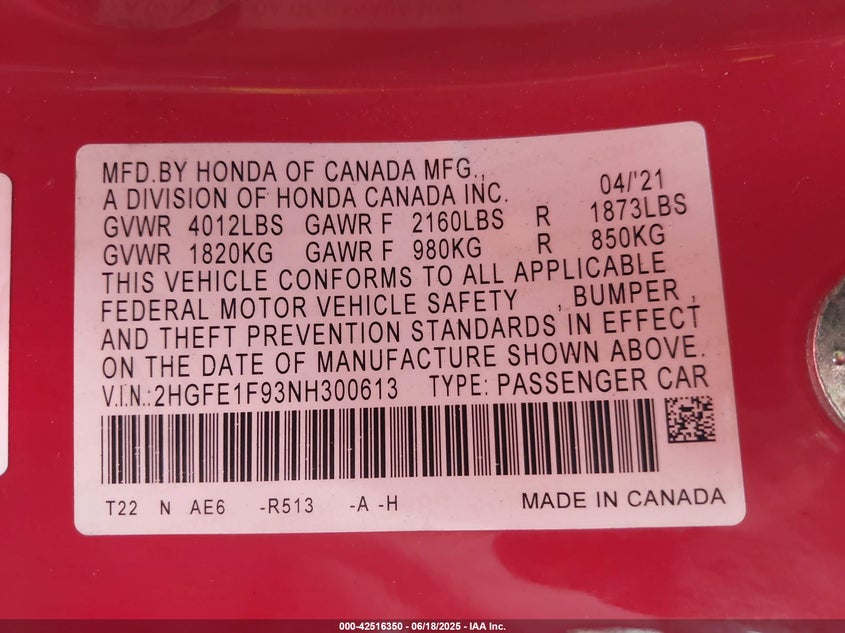 MFD.BY HONDA OF CANADA MFG.,
A DIVISION OF HONDA CANADA INC. 04/'21
GVWR 4012LBS GAWR F 2160LBS R 1873LBS
GVWR 1820KG GAWR F 980KG R 850KG
THIS VEHICLE CONFORMS TO ALL APPLICABLE
FEDERAL MOTOR VEHICLE SAFETY , BUMPER ,
AND THEFT PREVENTION STANDARDS IN EFFECT
ON THE DATE OF MANUFACTURE SHOWN ABOVE.
V.I.N.:2HGFE1F93NH300613 TYPE: PASSENGER CAR
T22 N AE6 -R513 -A -H MADE IN CANADA
000-42516350 - 06/18/2025 - IAA Inc.